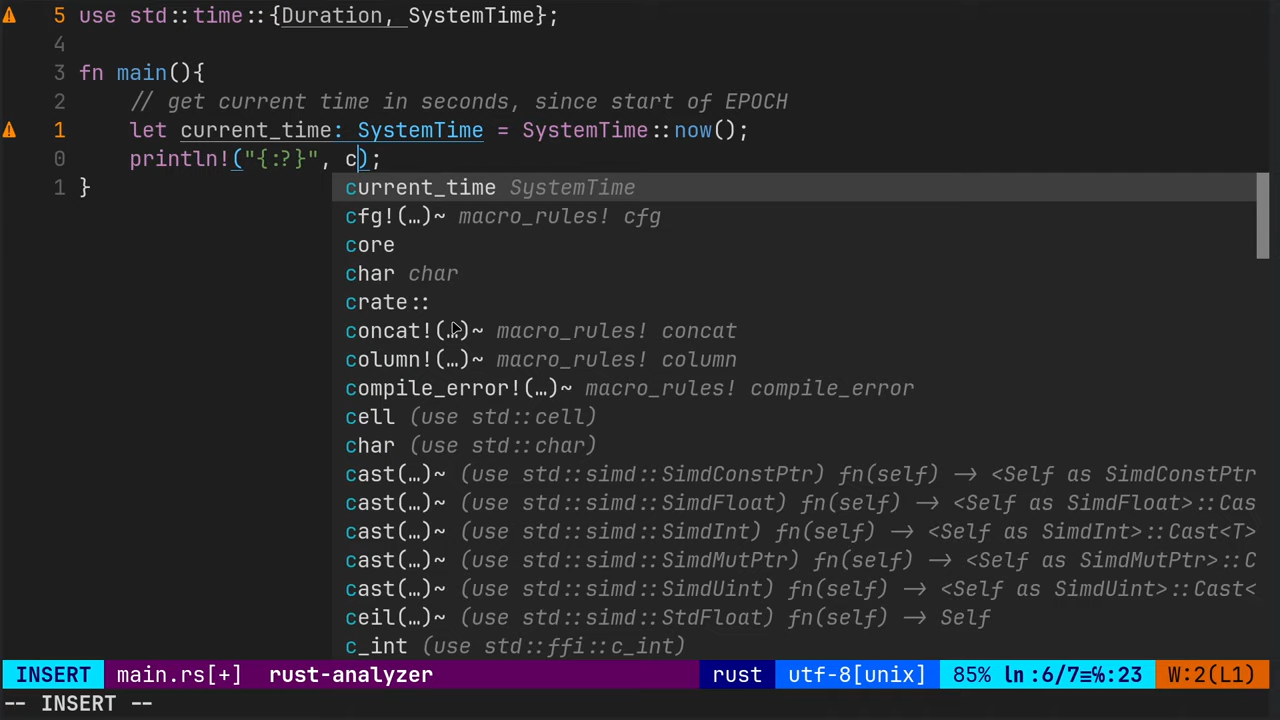 5 use std::time::{Duration, SystemTime};
4
3 fn main(){
2 // get current time in seconds, since start of EPOCH
1 let current_time: SystemTime = SystemTime::now();
0 println!("{:?}", c);
1 }
current_time SystemTime
cfg!(…)~ macro_rules! cfg
core
char char
crate::
concat!(…)~ macro_rules! concat
column!(…)~ macro_rules! column
compile_error!(…)~ macro_rules! compile_error
cell (use std::cell)
char (use std::char)
cast(…)~ (use std::simd::SimdConstPtr) fn(self) -> <Self as SimdConstPtr
cast(…)~ (use std::simd::SimdFloat) fn(self) -> <Self as SimdFloat>::Cas
cast(…)~ (use std::simd::SimdInt) fn(self) -> <Self as SimdInt>::Cast<T>
cast(…)~ (use std::simd::SimdMutPtr) fn(self) -> <Self as SimdMutPtr>::C
cast(…)~ (use std::simd::SimdUint) fn(self) -> <Self as SimdUint>::Cast<
ceil(…)~ (use std::simd::StdFloat) fn(self) -> Self
c_int (use std::ffi::c_int)
INSERT main.rs[+] rust-analyzer rust utf-8[unix] 85% ln:6/7≡℅:23 W:2(L1)
-- INSERT --